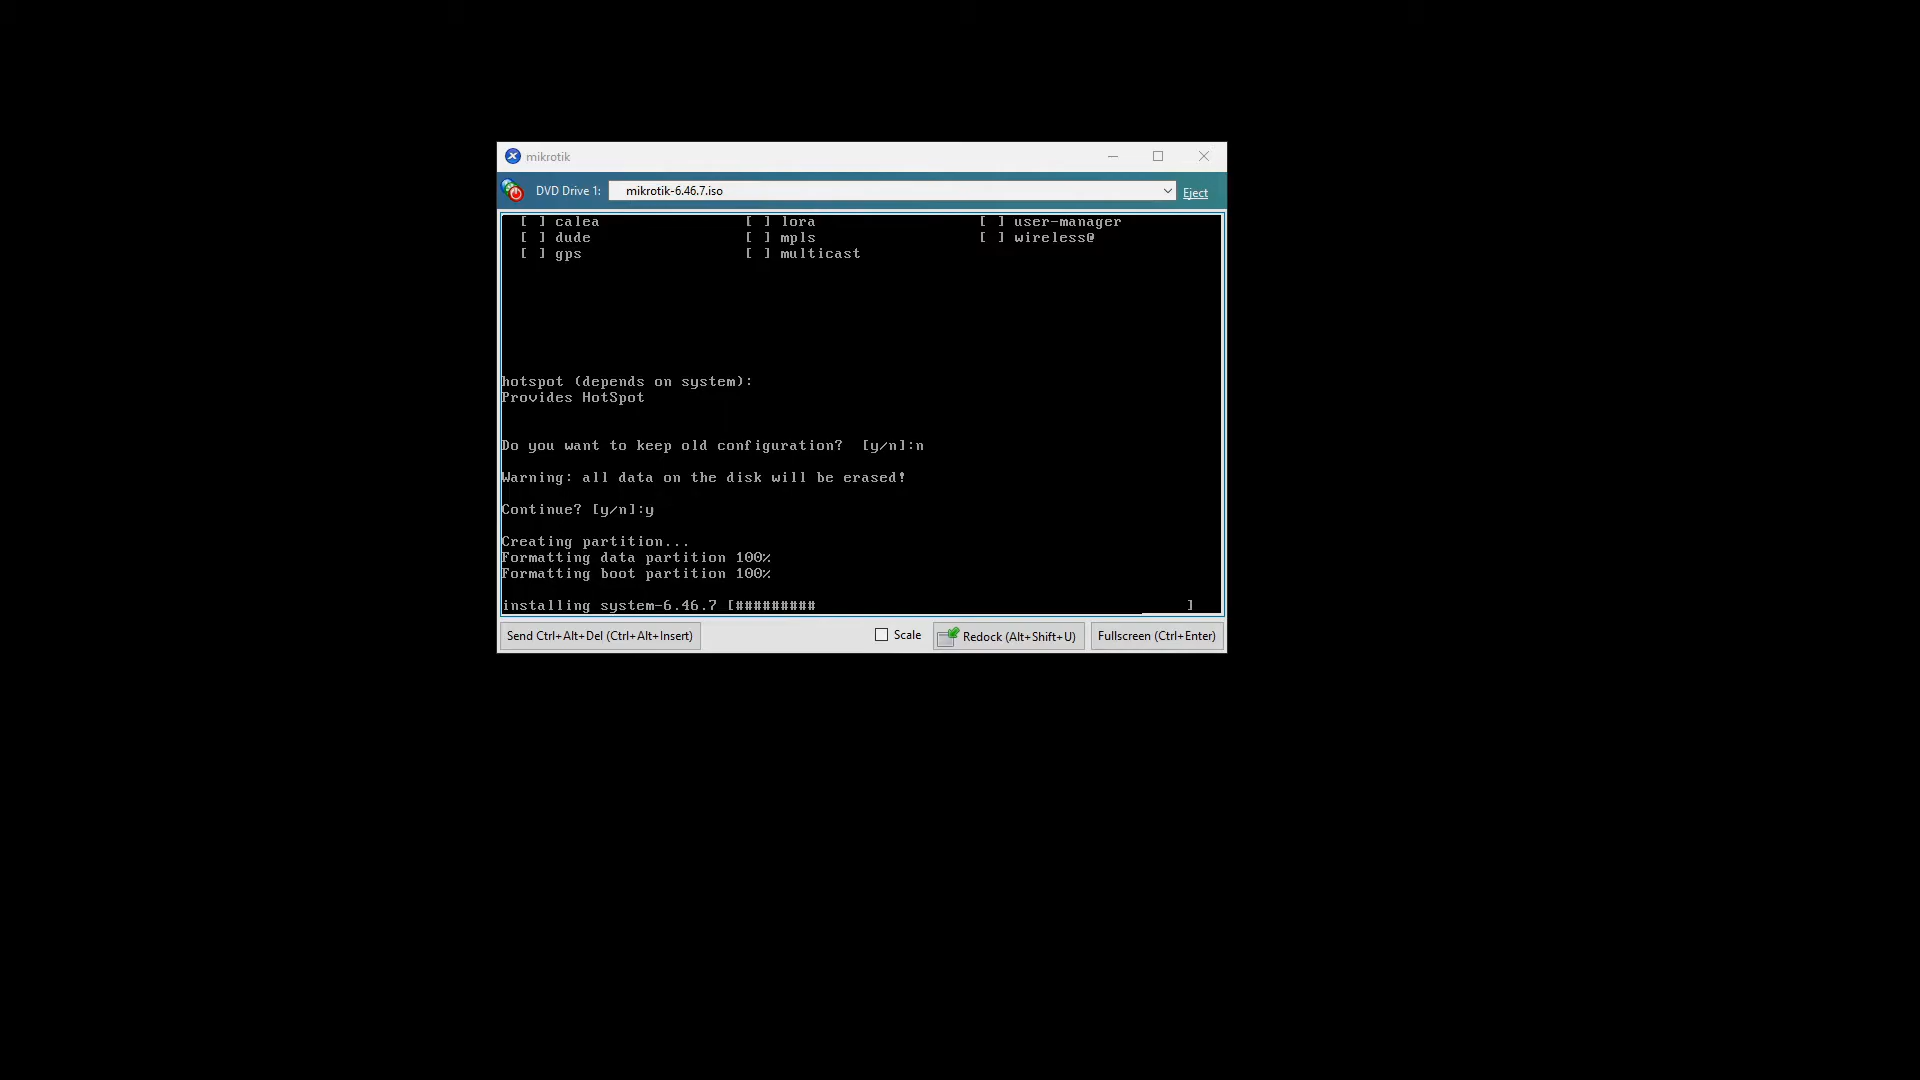 mikrotik
DVD Drive 1: mikrotik-6.46.7.iso Eject
[ ] calea [ ] lora [ ] user-manager
[ ] dude [ ] mpls [ ] wireless@
[ ] gps [ ] multicast
hotspot (depends on system):
Provides HotSpot
Do you want to keep old configuration? [y/n]:n
Warning: all data on the disk will be erased!
Continue? [y/n]:y
Creating partition...
Formatting data partition 100%
Formatting boot partition 100%
installing system-6.46.7 [######### ]
Send Ctrl+Alt+Del (Ctrl+Alt+Insert) Scale Redock (Alt+Shift+U) Fullscreen (Ctrl+Enter)